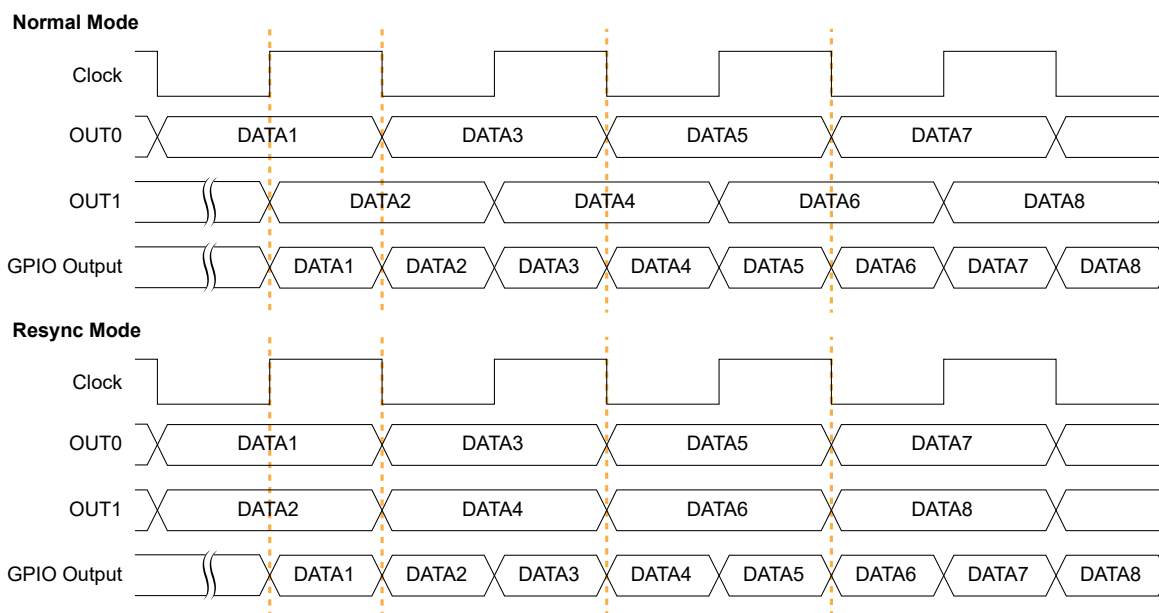 Normal Mode
Clock
OUT0 DATA1 DATA3 DATA5 DATA7
OUT1 DATA2 DATA4 DATA6 DATA8
GPIO Output DATA1 DATA2 DATA3 DATA4 DATA5 DATA6 DATA7 DATA8
Resync Mode
Clock
OUT0 DATA1 DATA3 DATA5 DATA7
OUT1 DATA2 DATA4 DATA6 DATA8
GPIO Output DATA1 DATA2 DATA3 DATA4 DATA5 DATA6 DATA7 DATA8